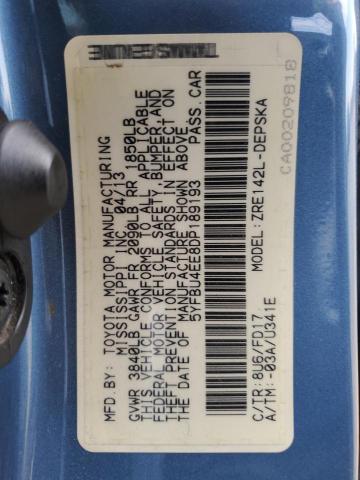 MFD. BY: TOYOTA MOTOR MANUFACTURING
MISSISSIPPI INC. 04/13
GVWR 3840LB GAWR FR 2090LB RR 1850LB
THIS VEHICLE CONFORMS TO ALL APPLICABLE
FEDERAL MOTOR VEHICLE SAFETY, BUMPER AND
THEFT PREVENTION STANDARDS IN EFFECT ON
THE DATE OF MANUFACTURE SHOWN ABOVE.
5YFBU4EE8DP189193 PASS.CAR
C/TR:8U6/FD17 MODEL:ZRE142L-DEPSKA
A/TM:-03A/U341E
CA00209818